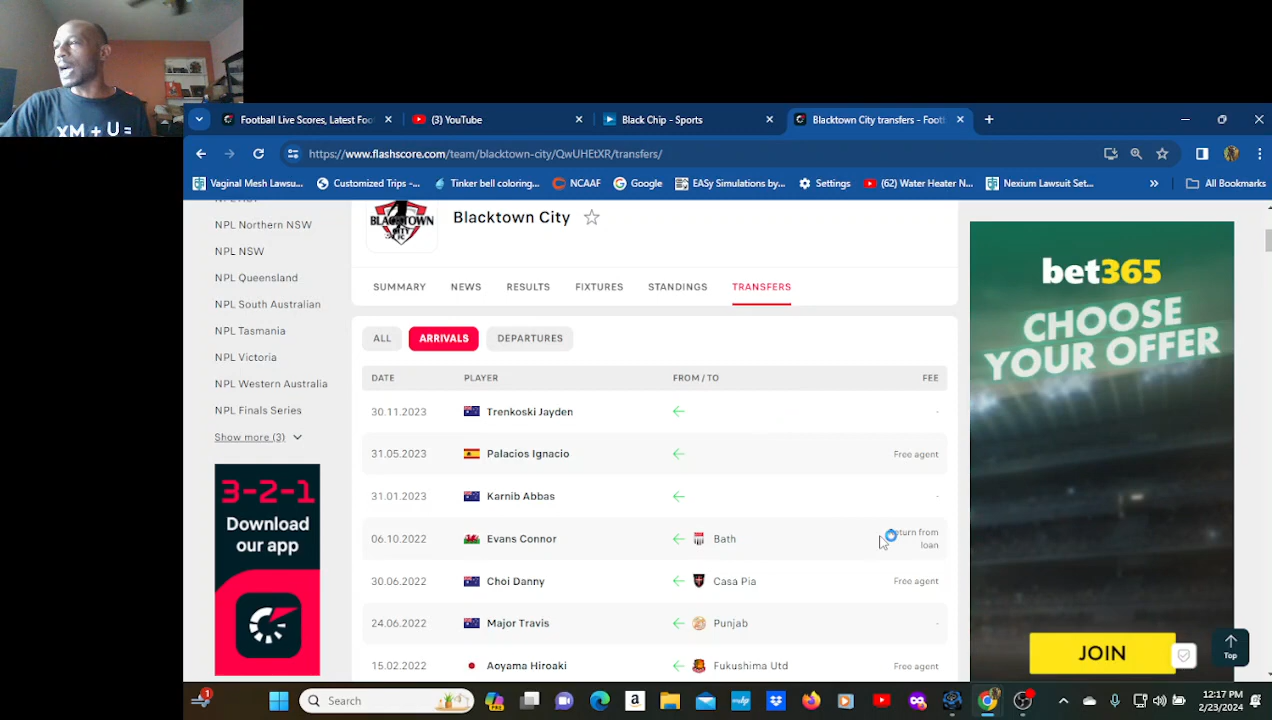 XM + U=
Football Live Scores, Latest Foo
(3) YouTube
Black Chip - Sports
Blacktown City transfers - Foot
https://www.flashscore.com/team/blacktown-city/QwUHEtXR/transfers/
Vaginal Mesh Lawsu...
Customized Trips -...
Tinker bell coloring...
NCAAF
Google
EASy Simulations by...
Settings
(62) Water Heater N...
Nexium Lawsuit Set...
»
All Bookmarks
NPL Northern NSW
NPL NSW
NPL Queensland
NPL South Australian
NPL Tasmania
NPL Victoria
NPL Western Australia
NPL Finals Series
Show more (3)
3-2-1
Download
our app
BLACKTOWN
CITY FC
Blacktown City
SUMMARY NEWS RESULTS FIXTURES STANDINGS TRANSFERS
ALL ARRIVALS DEPARTURES
DATE PLAYER FROM / TO FEE
30.11.2023 Trenkoski Jayden -
31.05.2023 Palacios Ignacio Free agent
31.01.2023 Karnib Abbas -
06.10.2022 Evans Connor Bath
from
loan
30.06.2022 Choi Danny Casa Pia Free agent
24.06.2022 Major Travis Punjab -
15.02.2022 Aoyama Hiroaki Fukushima Utd Free agent
bet365
CHOOSE
YOUR OFFER
JOIN
Top
1
Search
PRE
12:17 PM
2/23/2024